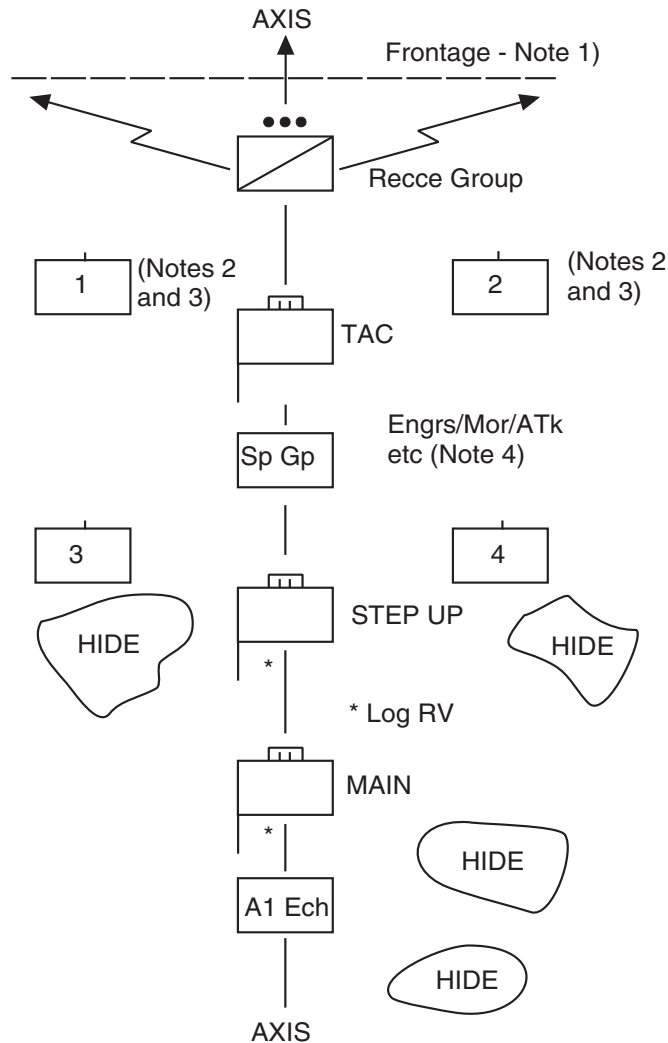 AXIS
Frontage - Note 1)
Recce Group
1
(Notes 2
and 3)
2
(Notes 2
and 3)
TAC
Engrs/Mor/ATk
etc (Note 4)
Sp Gp
3
4
STEP UP
HIDE
HIDE
*
* Log RV
MAIN
*
HIDE
A1 Ech
HIDE
AXIS